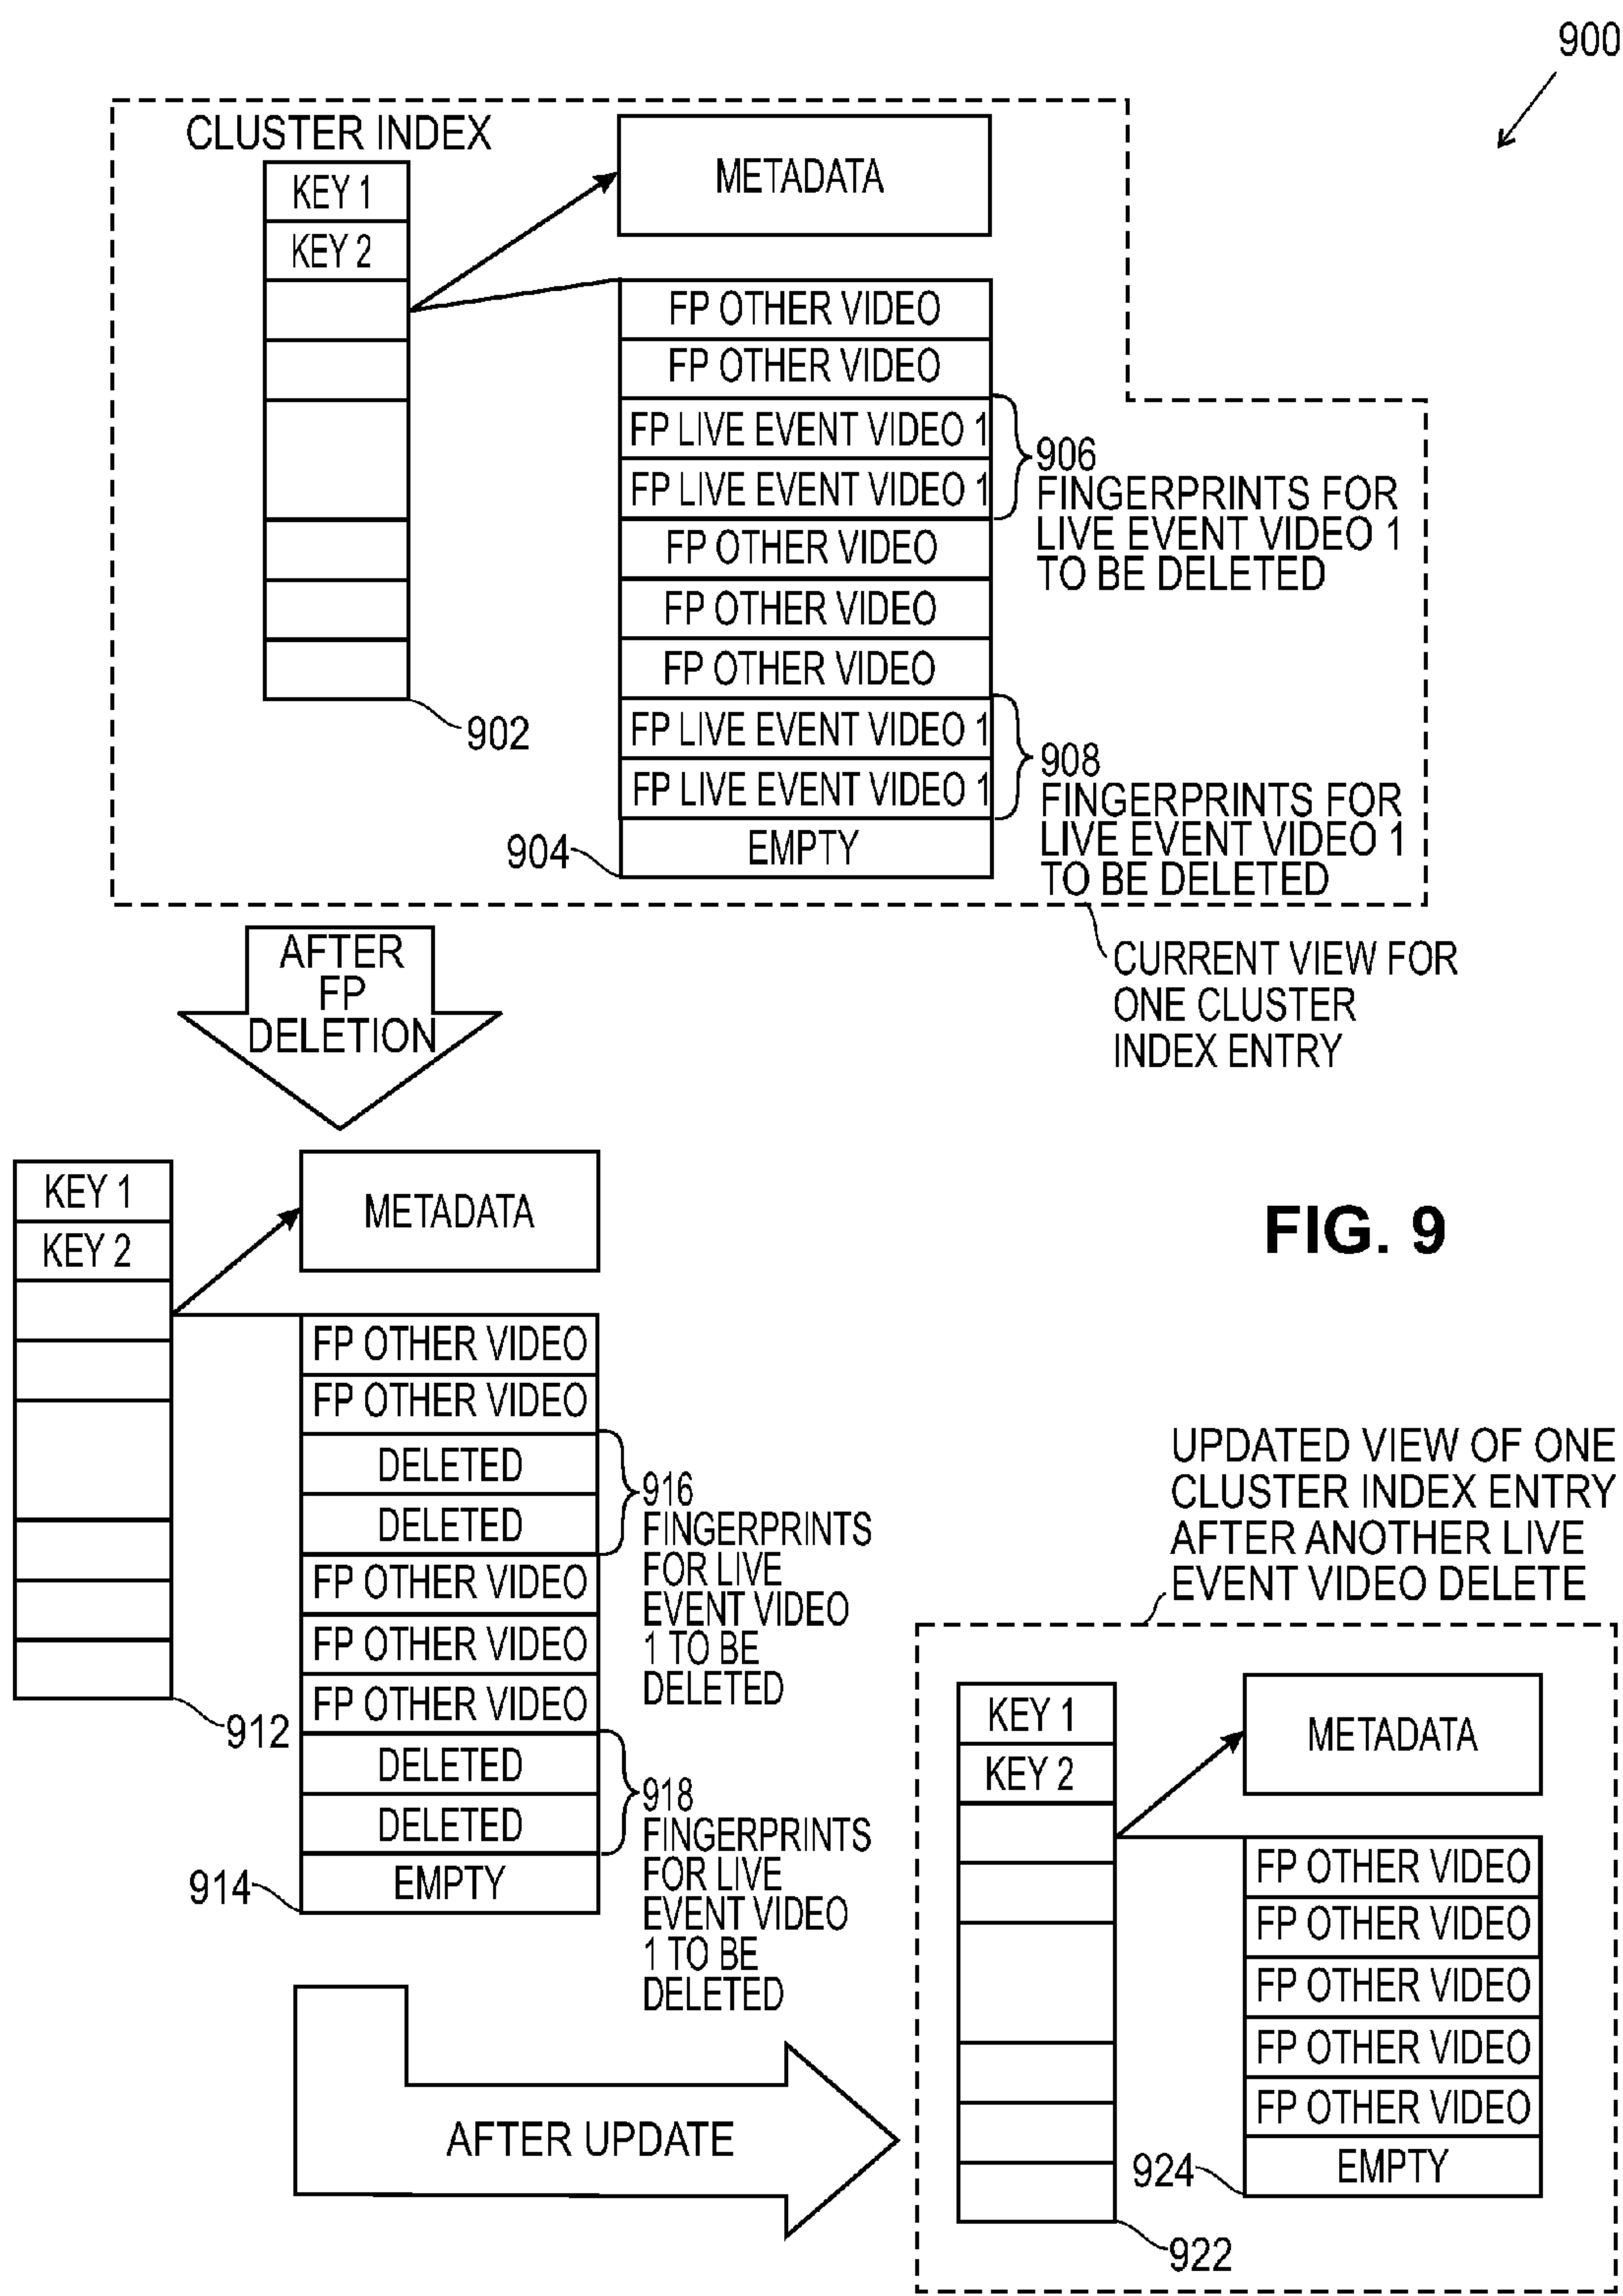 900
CLUSTER INDEX
KEY 1
KEY 2
902
METADATA
FP OTHER VIDEO
FP OTHER VIDEO
FP LIVE EVENT VIDEO 1
FP LIVE EVENT VIDEO 1
FP OTHER VIDEO
FP OTHER VIDEO
FP OTHER VIDEO
FP LIVE EVENT VIDEO 1
FP LIVE EVENT VIDEO 1
EMPTY
904
906
FINGERPRINTS FOR
LIVE EVENT VIDEO 1
TO BE DELETED
908
FINGERPRINTS FOR
LIVE EVENT VIDEO 1
TO BE DELETED
CURRENT VIEW FOR
ONE CLUSTER
INDEX ENTRY
AFTER
FP
DELETION
KEY 1
KEY 2
912
METADATA
FP OTHER VIDEO
FP OTHER VIDEO
DELETED
DELETED
FP OTHER VIDEO
FP OTHER VIDEO
FP OTHER VIDEO
DELETED
DELETED
EMPTY
914
916
FINGERPRINTS
FOR LIVE
EVENT VIDEO
1 TO BE
DELETED
918
FINGERPRINTS
FOR LIVE
EVENT VIDEO
1 TO BE
DELETED
FIG. 9
AFTER UPDATE
UPDATED VIEW OF ONE
CLUSTER INDEX ENTRY
AFTER ANOTHER LIVE
EVENT VIDEO DELETE
KEY 1
KEY 2
922
METADATA
FP OTHER VIDEO
FP OTHER VIDEO
FP OTHER VIDEO
FP OTHER VIDEO
FP OTHER VIDEO
EMPTY
924